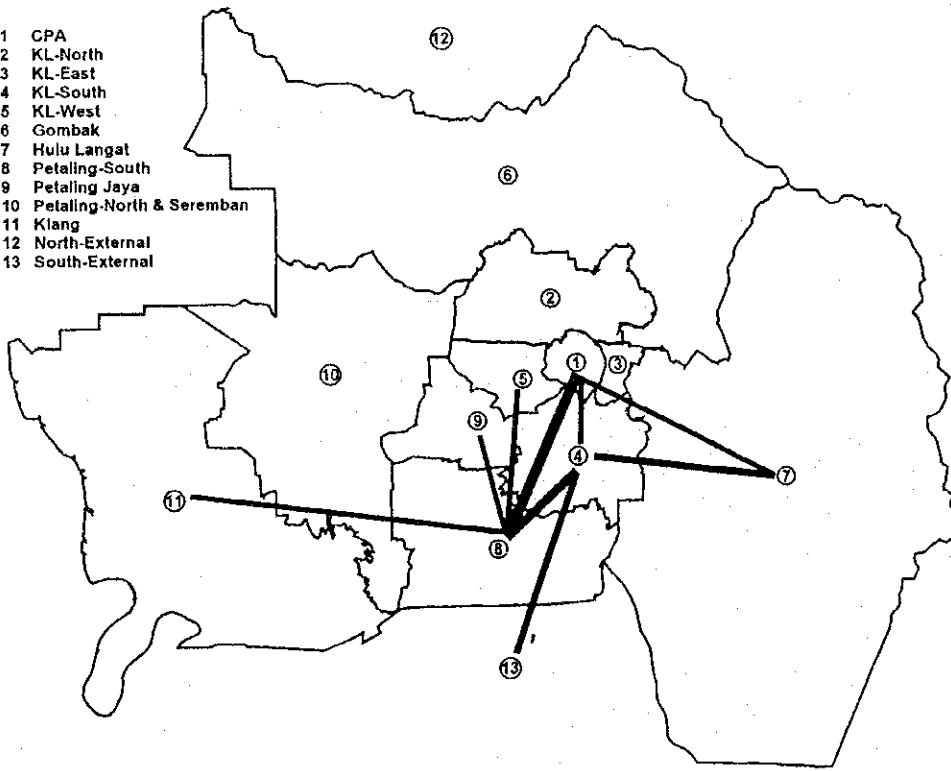 1 CPA
2 KL-North
3 KL-East
4 KL-South
5 KL-West
6 Gombak
7 Hulu Langat
8 Petaling-South
9 Petaling Jaya
10 Petaling-North & Seremban
11 Klang
12 North-External
13 South-External
12
6
2
1
3
10
5
9
4
7
11
8
13